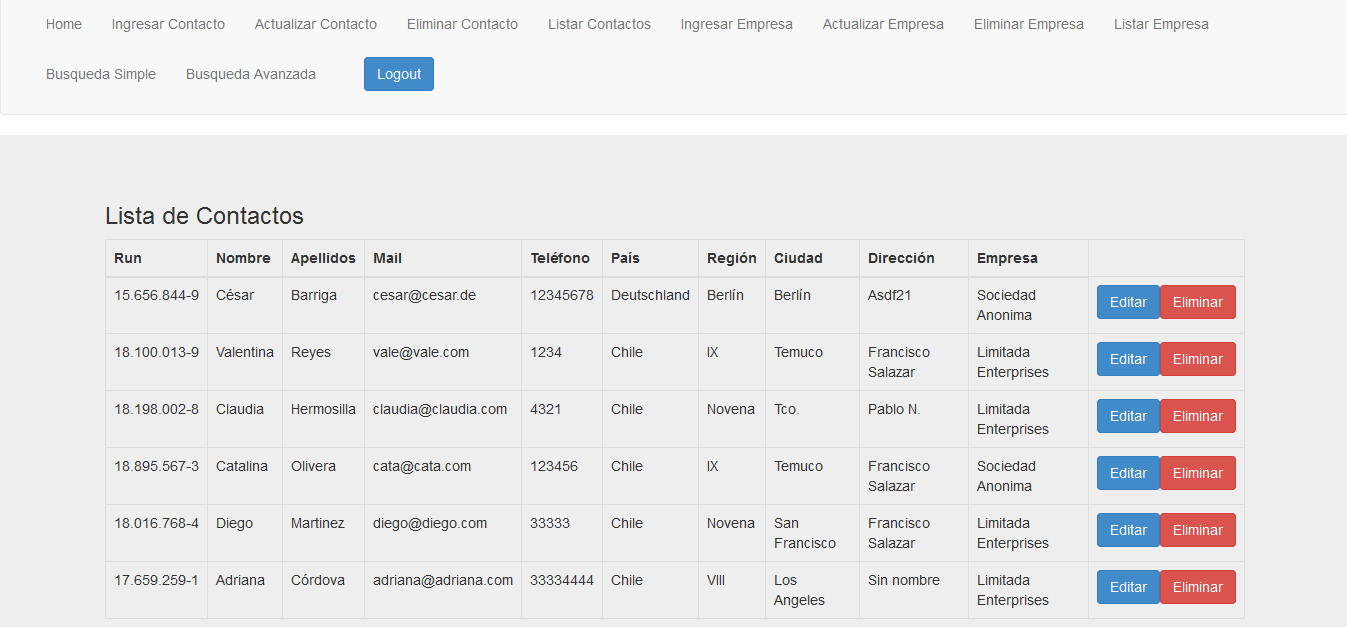 Home Ingresar Contacto Actualizar Contacto Eliminar Contacto Listar Contactos Ingresar Empresa Actualizar Empresa Eliminar Empresa Listar Empresa
Busqueda Simple Busqueda Avanzada Logout
Lista de Contactos
Run Nombre Apellidos Mail Teléfono País Región Ciudad Dirección Empresa
15.656.844-9 César Barriga cesar@cesar.de 12345678 Deutschland Berlín Berlín Asdf21 Sociedad Anonima Editar Eliminar
18.100.013-9 Valentina Reyes vale@vale.com 1234 Chile IX Temuco Francisco Salazar Limitada Enterprises Editar Eliminar
18.198.002-8 Claudia Hermosilla claudia@claudia.com 4321 Chile Novena Tco. Pablo N. Limitada Enterprises Editar Eliminar
18.895.567-3 Catalina Olivera cata@cata.com 123456 Chile IX Temuco Francisco Salazar Sociedad Anonima Editar Eliminar
18.016.768-4 Diego Martinez diego@diego.com 33333 Chile Novena San Francisco Francisco Salazar Limitada Enterprises Editar Eliminar
17.659.259-1 Adriana Córdova adriana@adriana.com 33334444 Chile VIII Los Angeles Sin nombre Limitada Enterprises Editar Eliminar